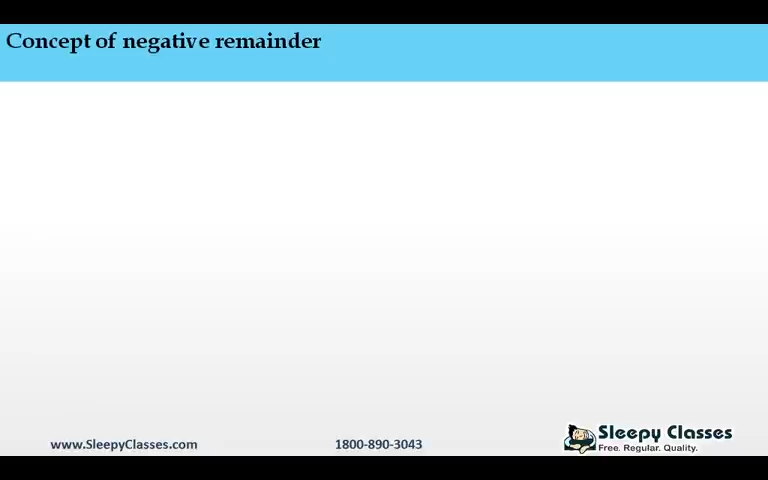 Concept of negative remainder
www.SleepyClasses.com
1800-890-3043
Sleepy Classes
Free. Regular. Quality.